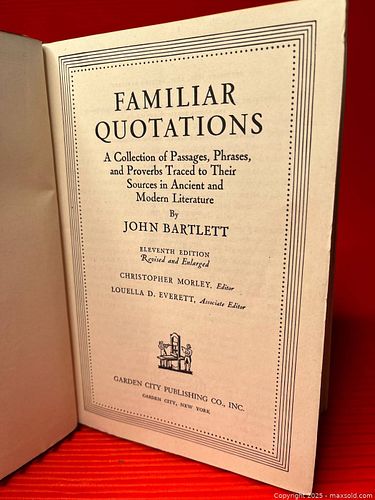 FAMILIAR
QUOTATIONS
A Collection of Passages, Phrases,
and Proverbs Traced to Their
Sources in Ancient and
Modern Literature
By
JOHN BARTLETT
ELEVENTH EDITION
Revised and Enlarged
CHRISTOPHER MORLEY, Editor
LOUELLA D. EVERETT, Associate Editor
GARDEN CITY PUBLISHING CO., INC.
GARDEN CITY, NEW YORK
Copyright 2025 - maxsold.com